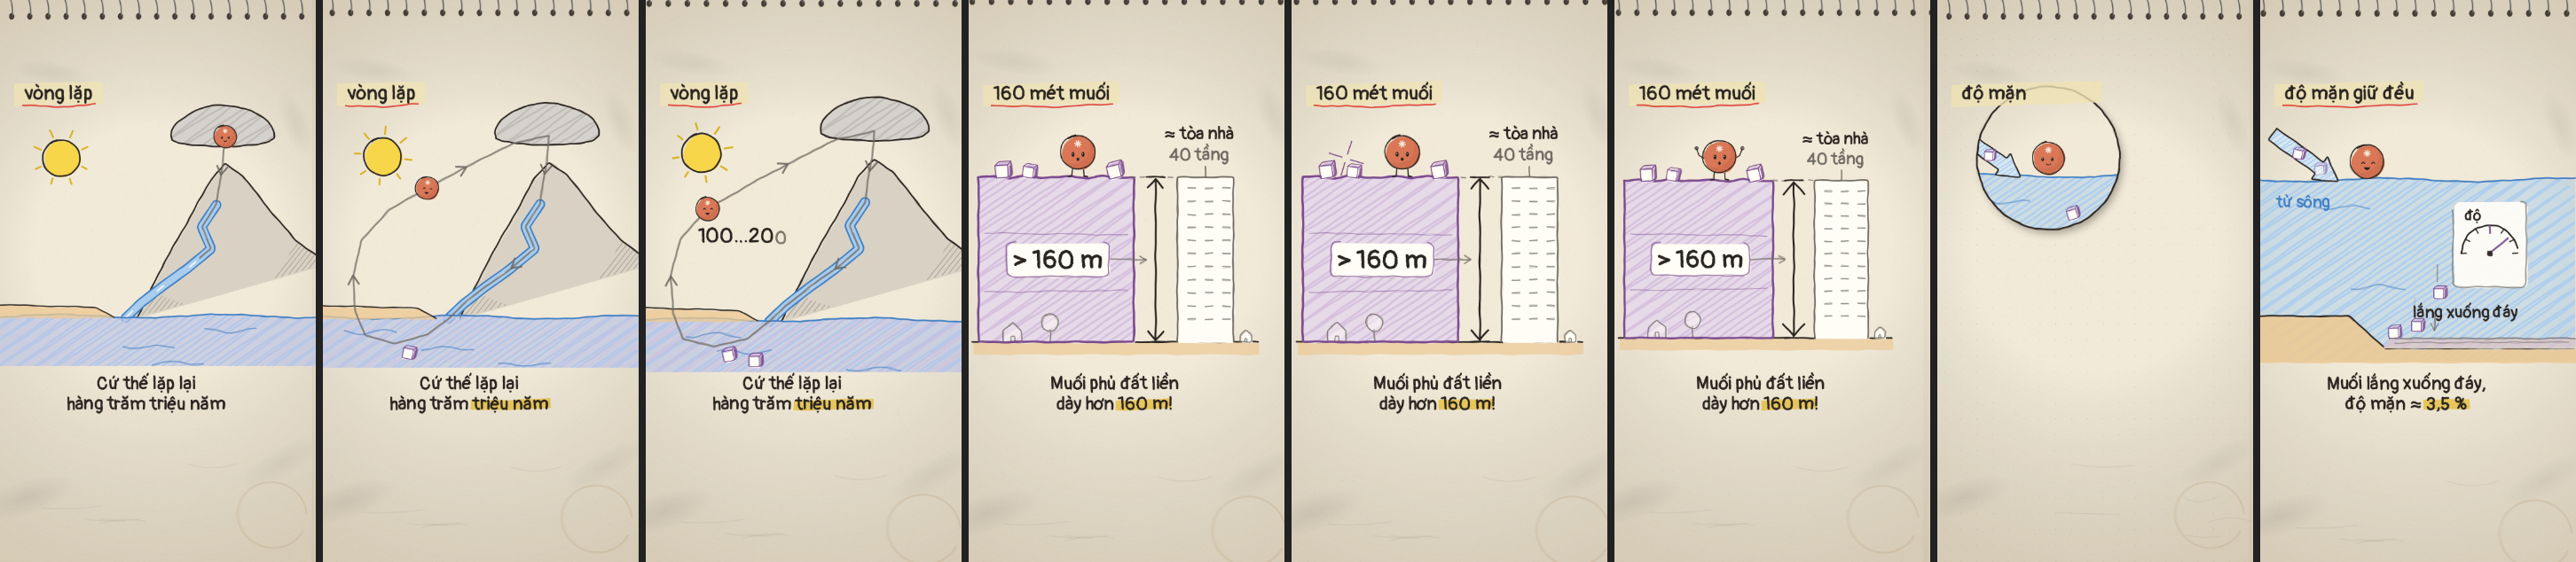 vòng lặp
Cứ thế lặp lại
hàng trăm triệu năm
vòng lặp
Cứ thế lặp lại
hàng trăm triệu năm
vòng lặp
100...200
Cứ thế lặp lại
hàng trăm triệu năm
160 mét muối
≈ tòa nhà
40 tầng
> 160 m
Muối phủ đất liền
dày hơn 160 m!
160 mét muối
≈ tòa nhà
40 tầng
> 160 m
Muối phủ đất liền
dày hơn 160 m!
160 mét muối
≈ tòa nhà
40 tầng
> 160 m
Muối phủ đất liền
dày hơn 160 m!
độ mặn
độ mặn giữ đều
từ sông
độ
lắng xuống đáy
Muối lắng xuống đáy,
độ mặn ≈ 3,5 %